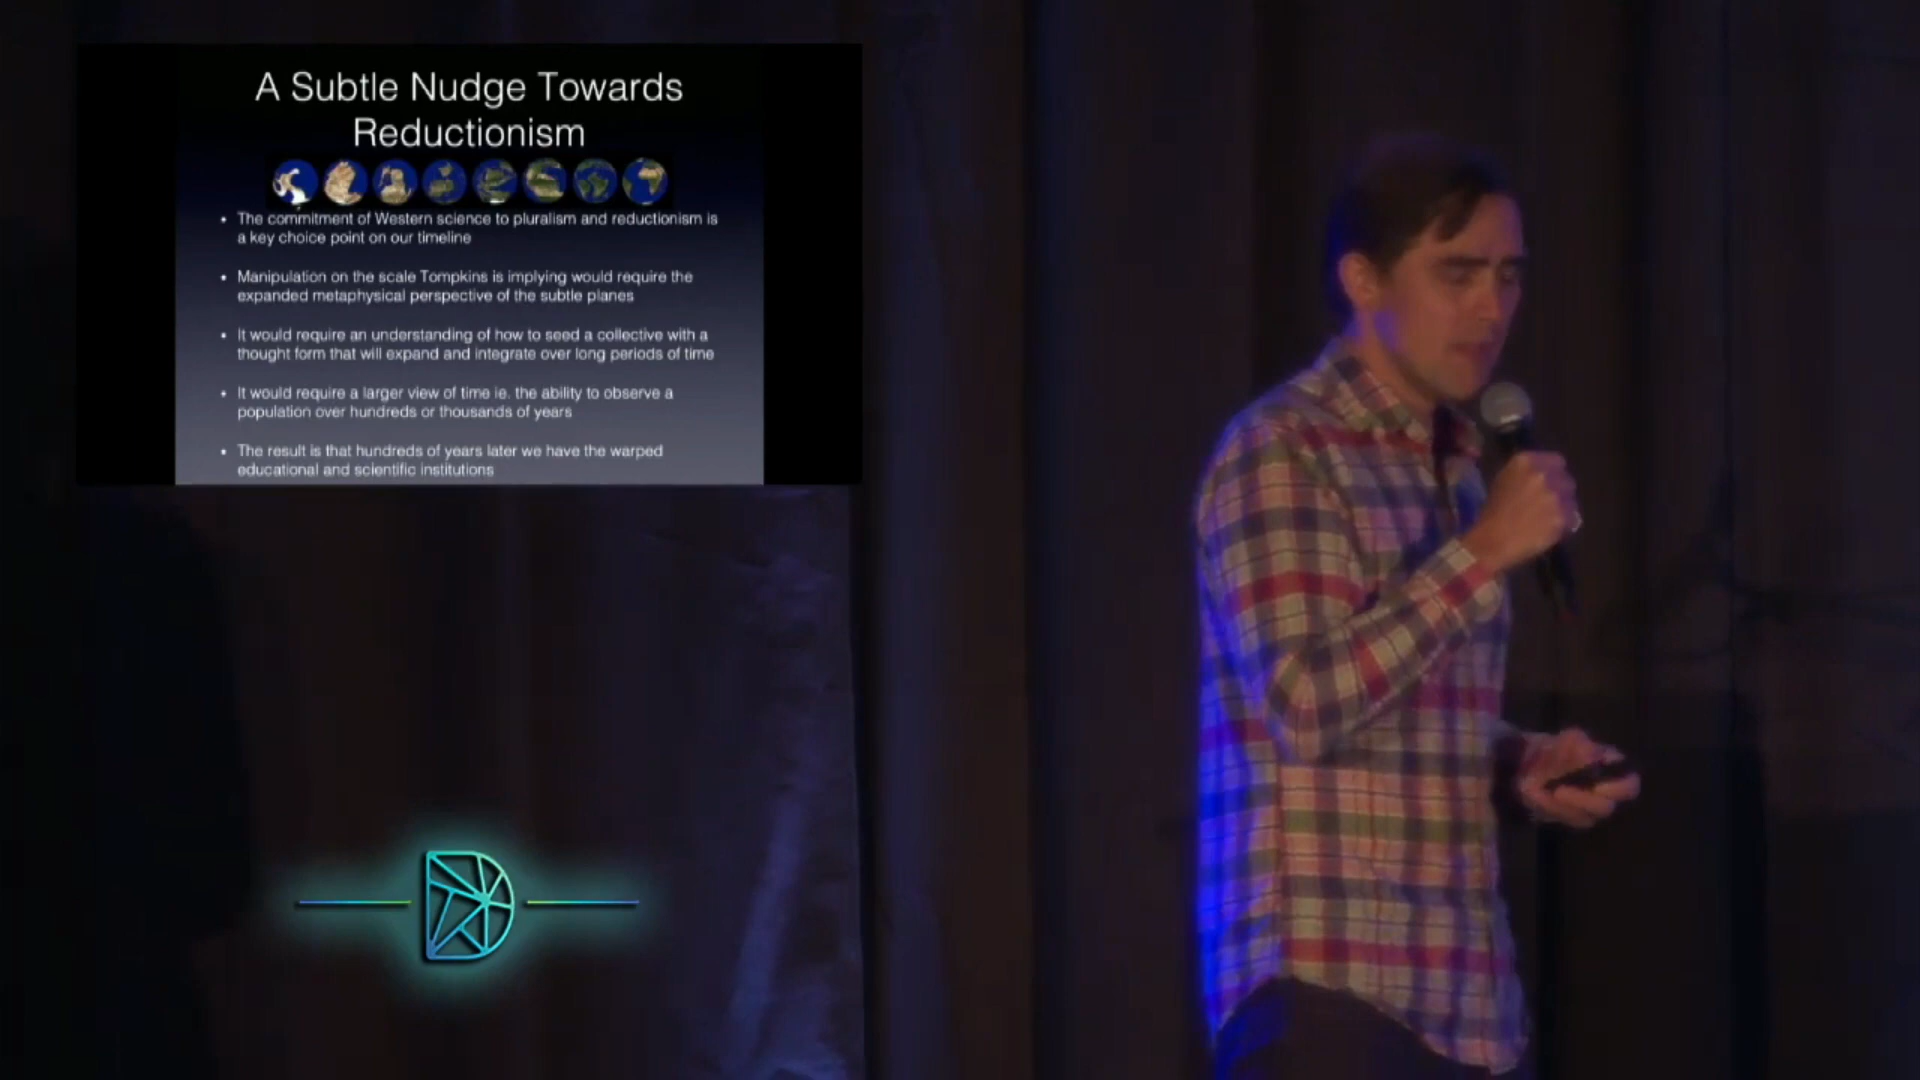 A Subtle Nudge Towards
Reductionism
• The commitment of Western science to pluralism and reductionism is
a key choice point on our timeline
• Manipulation on the scale Tompkins is implying would require the
expanded metaphysical perspective of the subtle planes
• It would require an understanding of how to seed a collective with a
thought form that will expand and integrate over long periods of time
• It would require a larger view of time ie. the ability to observe a
population over hundreds or thousands of years
• The result is that hundreds of years later we have the warped
educational and scientific institutions
D